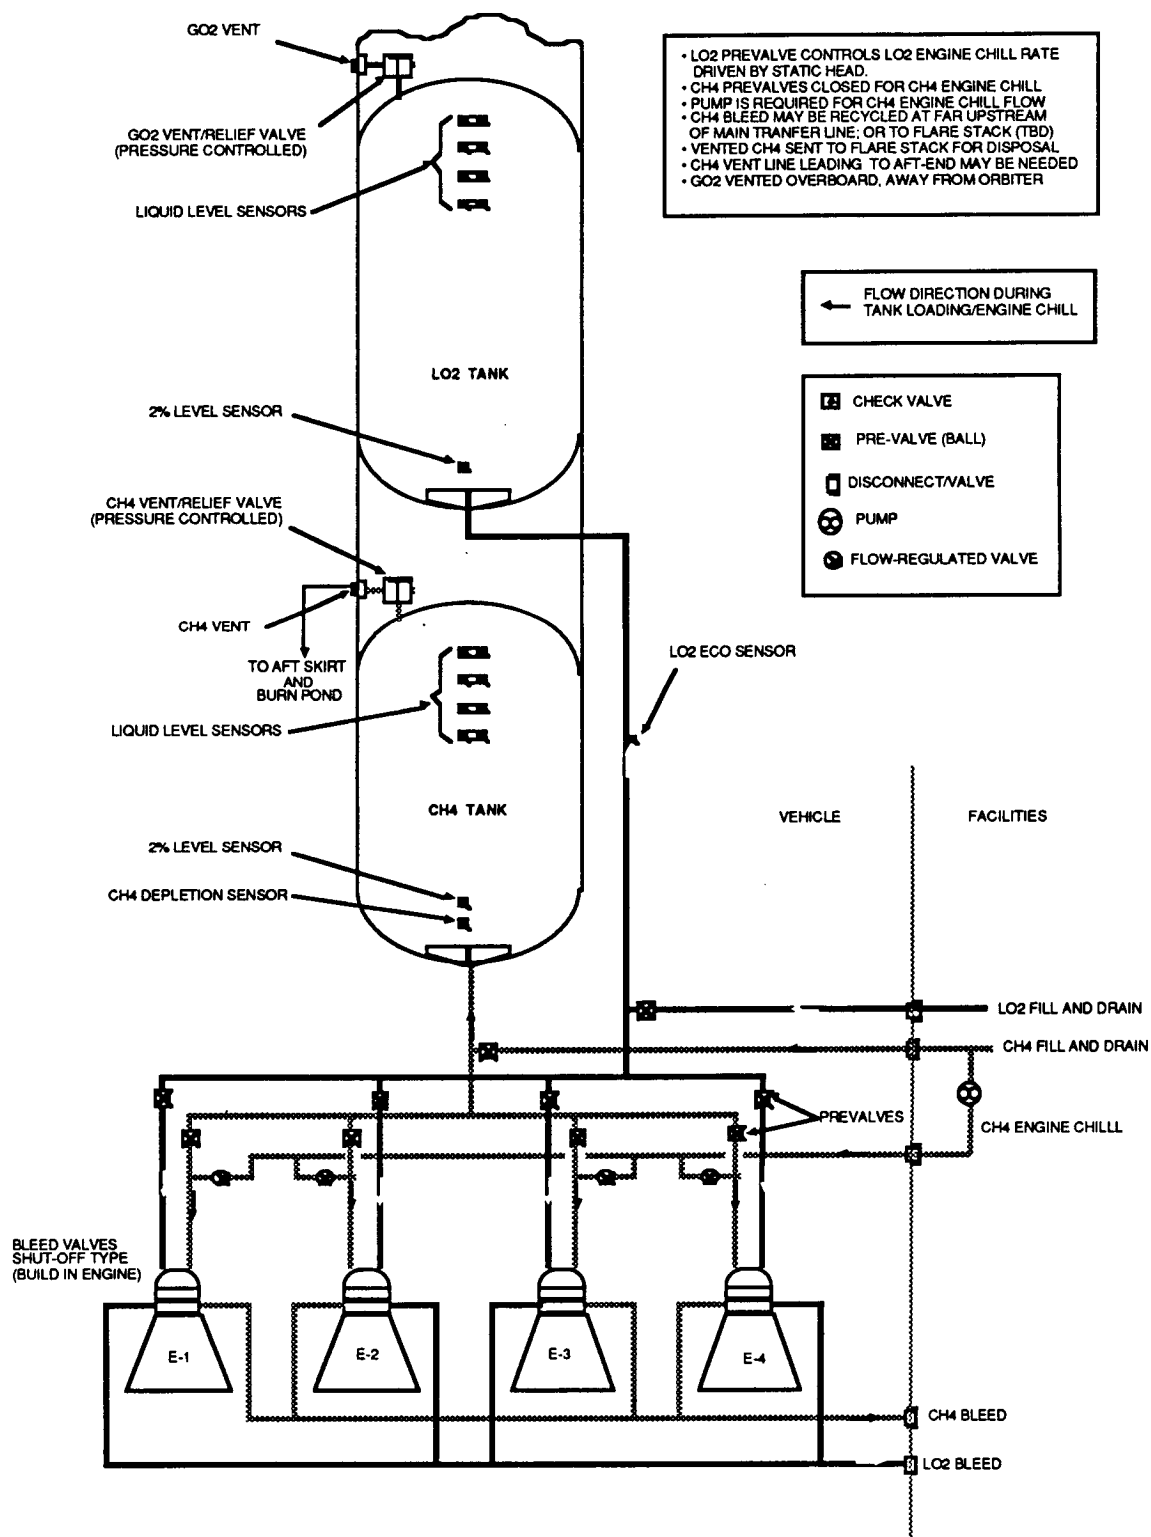 GO2 VENT
GO2 VENT/RELIEF VALVE
(PRESSURE CONTROLLED)
LIQUID LEVEL SENSORS
• LO2 PREVALVE CONTROLS LO2 ENGINE CHILL RATE
DRIVEN BY STATIC HEAD.
• CH4 PREVALVES CLOSED FOR CH4 ENGINE CHILL
• PUMP IS REQUIRED FOR CH4 ENGINE CHILL FLOW
• CH4 BLEED MAY BE RECYCLED AT FAR UPSTREAM
OF MAIN TRANFER LINE; OR TO FLARE STACK (TBD)
• VENTED CH4 SENT TO FLARE STACK FOR DISPOSAL
• CH4 VENT LINE LEADING TO AFT-END MAY BE NEEDED
• GO2 VENTED OVERBOARD, AWAY FROM ORBITER
FLOW DIRECTION DURING
TANK LOADING/ENGINE CHILL
LO2 TANK
CHECK VALVE
PRE-VALVE (BALL)
DISCONNECT/VALVE
PUMP
FLOW-REGULATED VALVE
2% LEVEL SENSOR
CH4 VENT/RELIEF VALVE
(PRESSURE CONTROLLED)
CH4 VENT
TO AFT SKIRT
AND
BURN POND
LO2 ECO SENSOR
LIQUID LEVEL SENSORS
CH4 TANK
VEHICLE
FACILITIES
2% LEVEL SENSOR
CH4 DEPLETION SENSOR
LO2 FILL AND DRAIN
CH4 FILL AND DRAIN
PREVALVES
CH4 ENGINE CHILLL
BLEED VALVES
SHUT-OFF TYPE
(BUILD IN ENGINE)
E-1
E-2
E-3
E-4
CH4 BLEED
LO2 BLEED